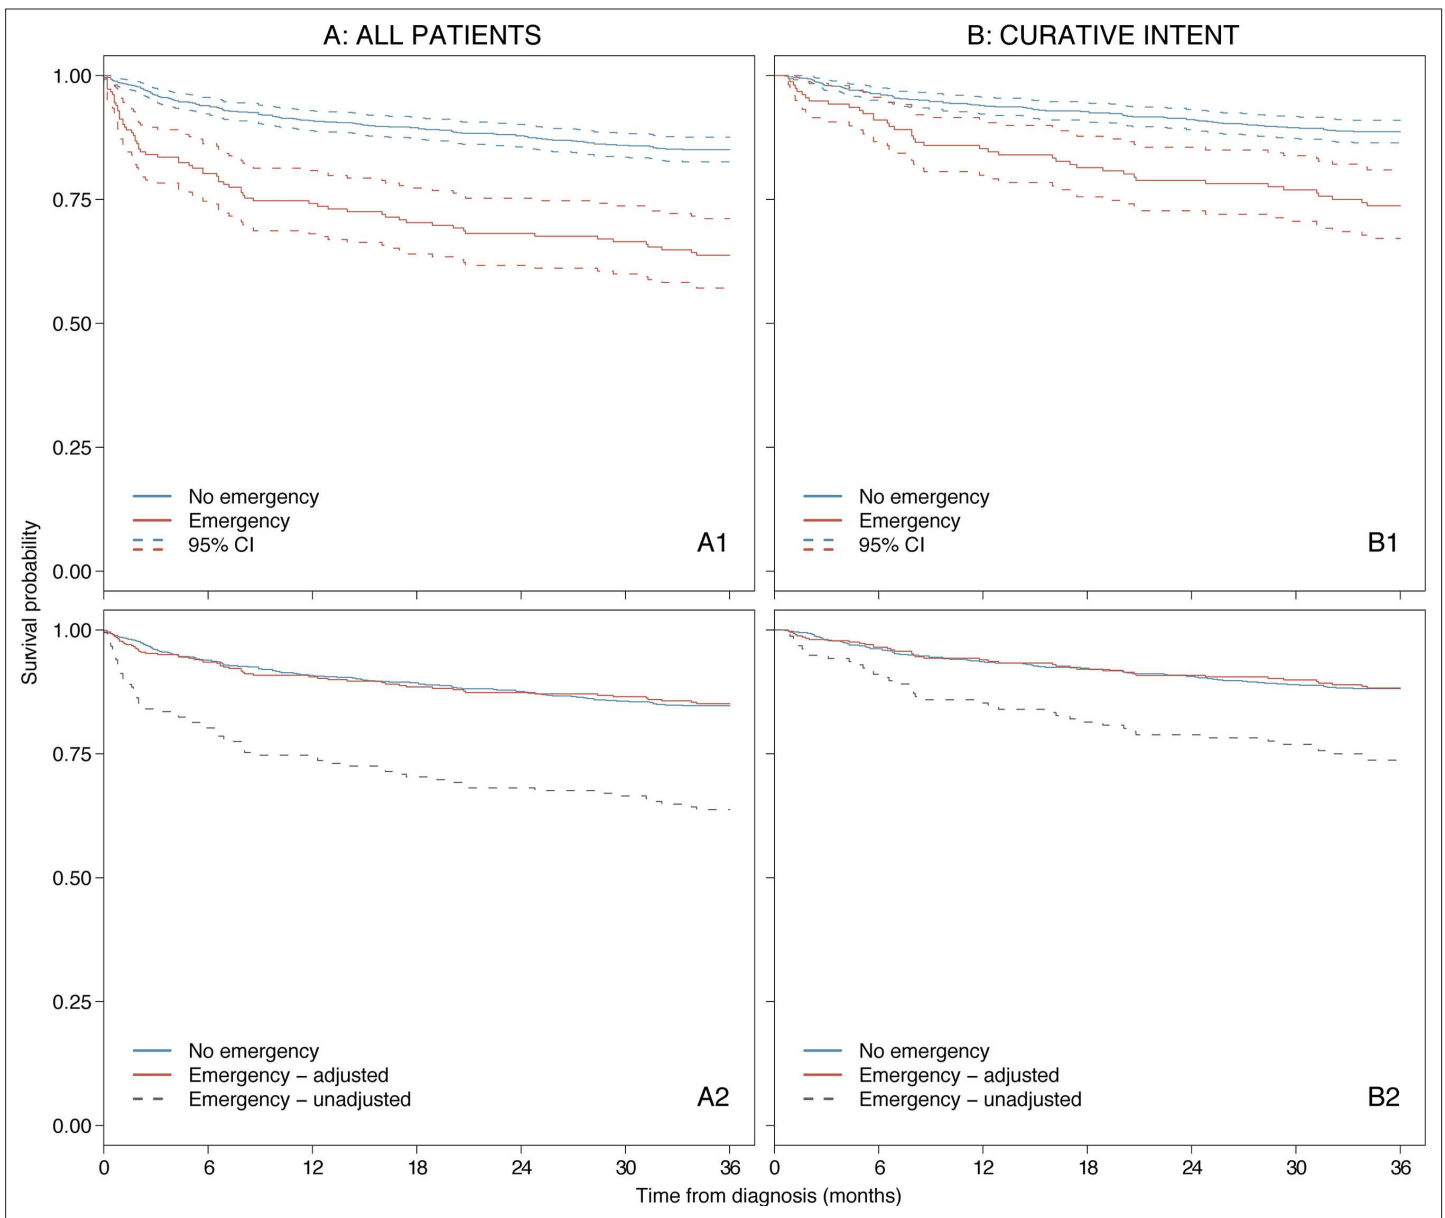 A: ALL PATIENTS
B: CURATIVE INTENT
Survival probability
1.00
0.75
0.50
0.25
0.00
No emergency
Emergency
95% CI
A1
No emergency
Emergency
95% CI
B1
1.00
0.75
0.50
0.25
0.00
No emergency
Emergency – adjusted
Emergency – unadjusted
A2
No emergency
Emergency – adjusted
Emergency – unadjusted
B2
0 6 12 18 24 30 36
0 6 12 18 24 30 36
Time from diagnosis (months)